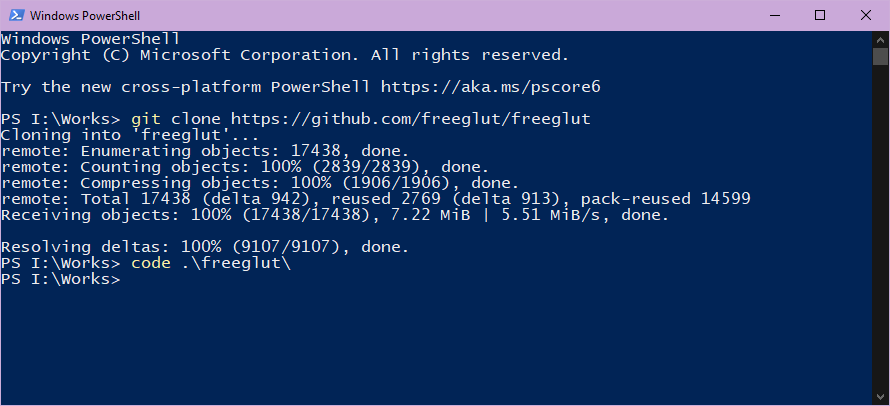 Windows PowerShell
Windows PowerShell
Copyright (C) Microsoft Corporation. All rights reserved.
Try the new cross-platform PowerShell https://aka.ms/pscore6
PS I:\Works> git clone https://github.com/freeglut/freeglut
Cloning into 'freeglut'...
remote: Enumerating objects: 17438, done.
remote: Counting objects: 100% (2839/2839), done.
remote: Compressing objects: 100% (1906/1906), done.
remote: Total 17438 (delta 942), reused 2769 (delta 913), pack-reused 14599
Receiving objects: 100% (17438/17438), 7.22 MiB | 5.51 MiB/s, done.
Resolving deltas: 100% (9107/9107), done.
PS I:\Works> code .\freeglut\
PS I:\Works>